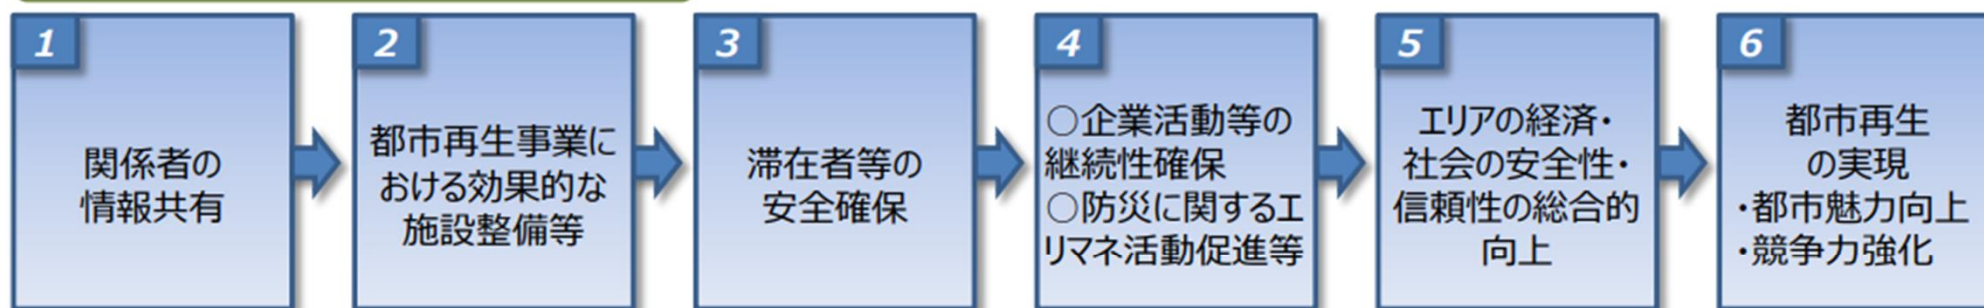 1
関係者の
情報共有
2
都市再生事業に
おける効果的な
施設整備等
3
滞在者等の
安全確保
4
○企業活動等の
継続性確保
○防災に関するエ
リマネ活動促進等
5
エリアの経済・
社会の安全性・
信頼性の総合的
向上
6
都市再生
の実現
・都市魅力向上
・競争力強化